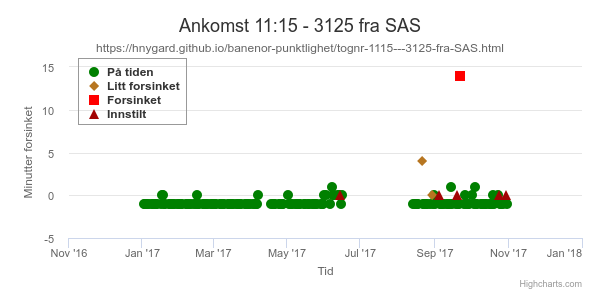 Ankomst 11:15 - 3125 fra SAS
https://hnygard.github.io/banenor-punktlighet/tognr-1115---3125-fra-SAS.html
På tiden
Litt forsinket
Forsinket
Innstilt
Minutter forsinket
15
10
5
0
-5
Nov '16 Jan '17 Mar '17 May '17 Jul '17 Sep '17 Nov '17 Jan '18
Tid
Highcharts.com